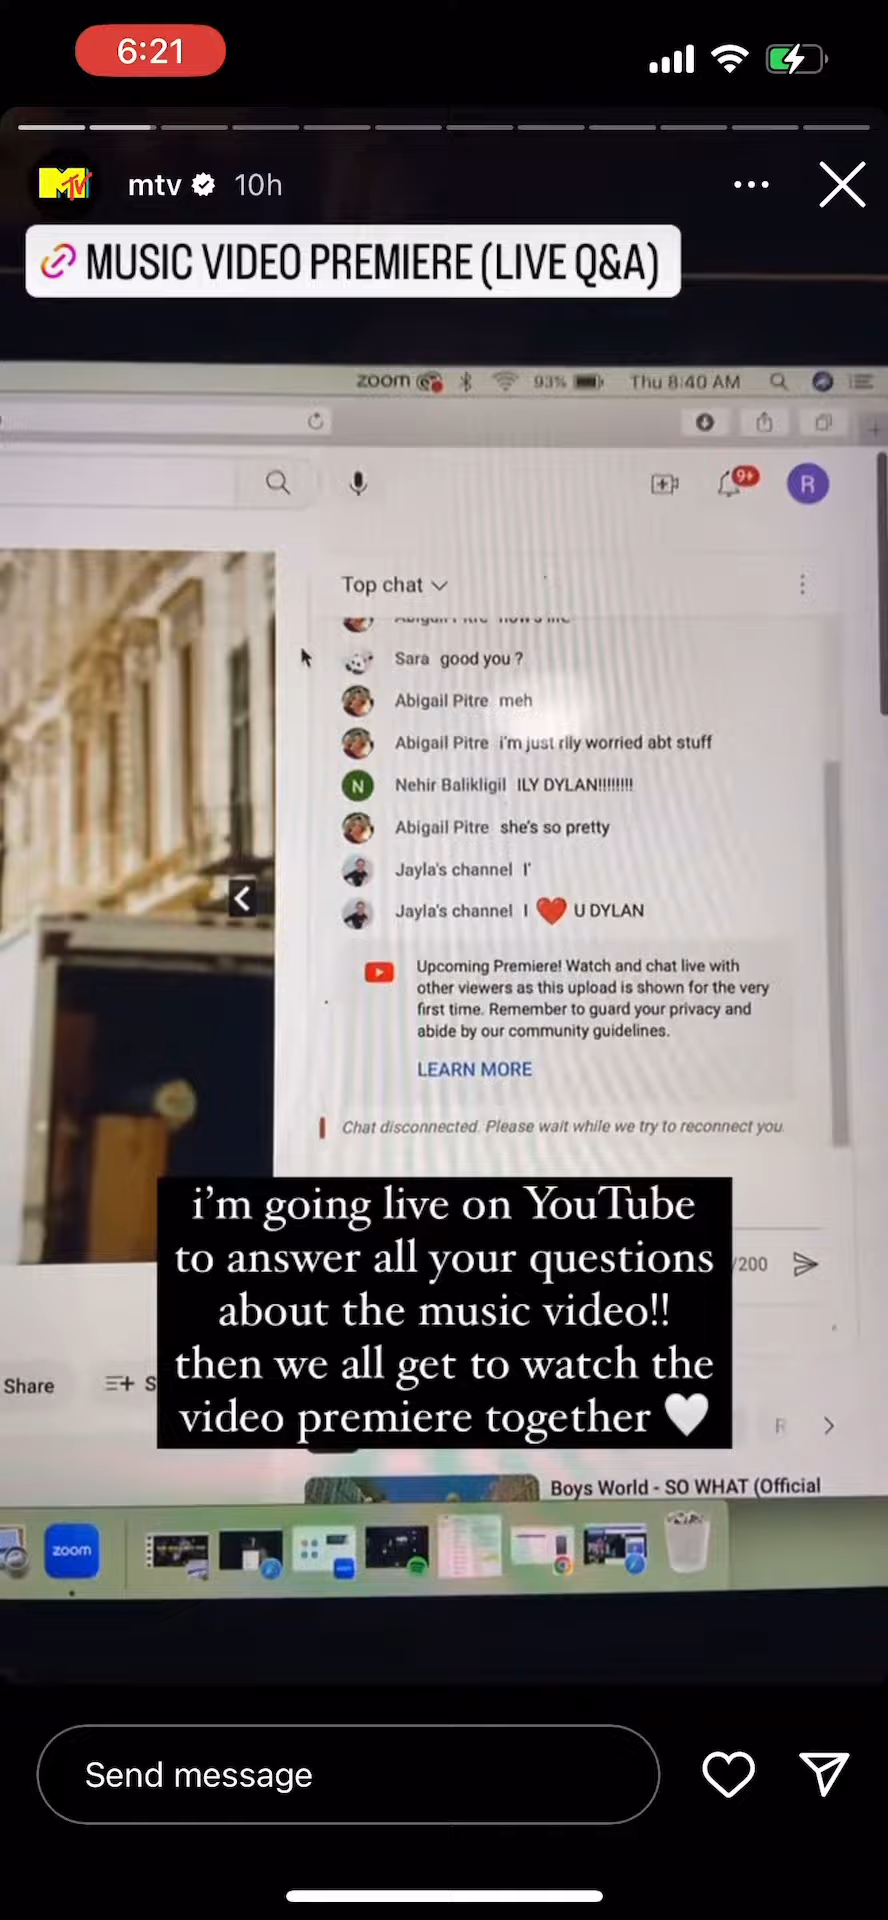 6:21
MTV
mtv 10h
MUSIC VIDEO PREMIERE (LIVE Q&A)
zoom 93% Thu 8:40 AM
9+
R
Top chat
Sara good you ?
Abigail Pitre meh
Abigail Pitre i'm just rlly worried abt stuff
N
Nehir Balikligil ILY DYLAN!!!!!!!!
Abigail Pitre she's so pretty
Jayla's channel I'
Jayla's channel I ❤️ U DYLAN
Upcoming Premiere! Watch and chat live with
other viewers as this upload is shown for the very
first time. Remember to guard your privacy and
abide by our community guidelines.
LEARN MORE
Chat disconnected. Please wait while we try to reconnect you.
i'm going live on YouTube
to answer all your questions
about the music video!!
then we all get to watch the
video premiere together 🤍
/200
Share
S
R
Boys World - SO WHAT (Official
zoom
Send message